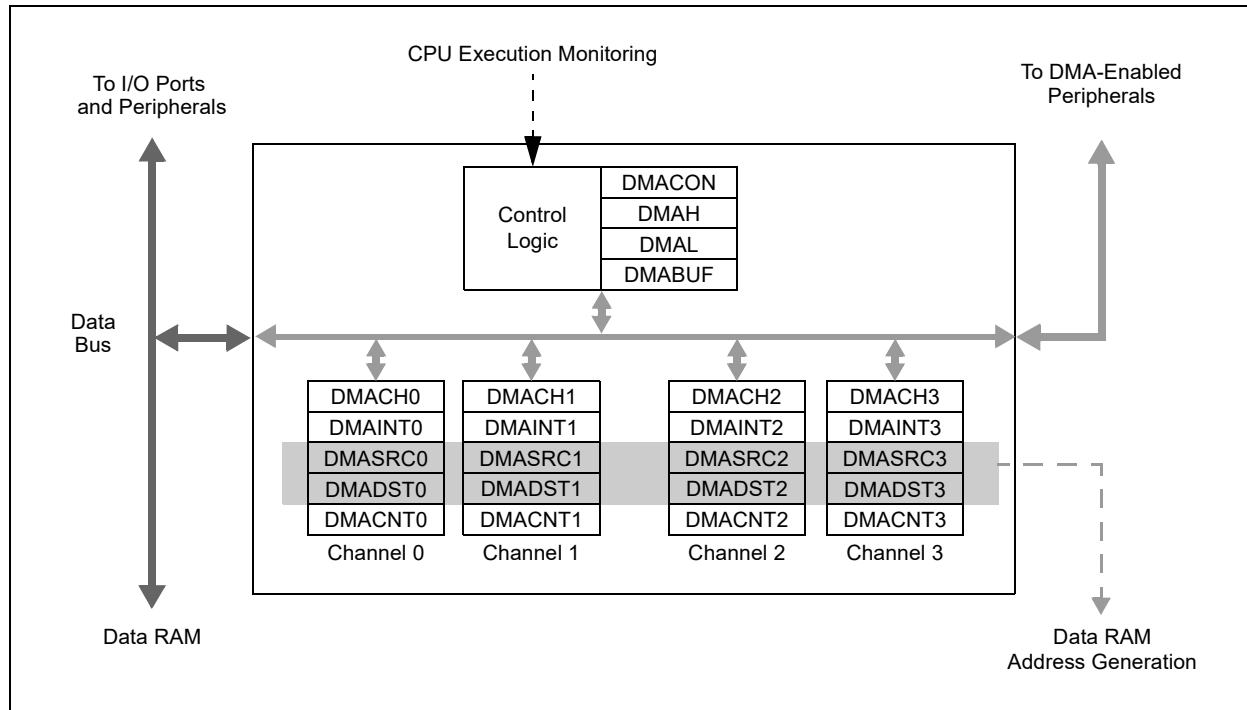 CPU Execution Monitoring
To I/O Ports
and Peripherals
To DMA-Enabled
Peripherals
Control
Logic
DMACON
DMAH
DMAL
DMABUF
Data
Bus
DMACH0
DMAINT0
DMASRC0
DMADST0
DMACNT0
Channel 0
DMACH1
DMAINT1
DMASRC1
DMADST1
DMACNT1
Channel 1
DMACH2
DMAINT2
DMASRC2
DMADST2
DMACNT2
Channel 2
DMACH3
DMAINT3
DMASRC3
DMADST3
DMACNT3
Channel 3
Data RAM
Data RAM
Address Generation